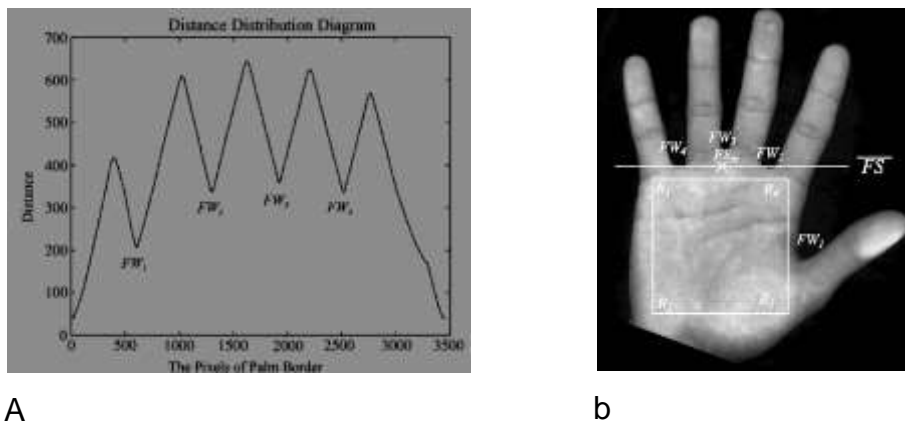 Distance Distribution Diagram
700
600
500
400
300
200
100
0
Distance
FW₁
FW₂
FW₃
FW₄
0 500 1000 1500 2000 2500 3000 3500
The Pixels of Palm Border
A
FW₄
FW₃
FW
FS
FW₁
b